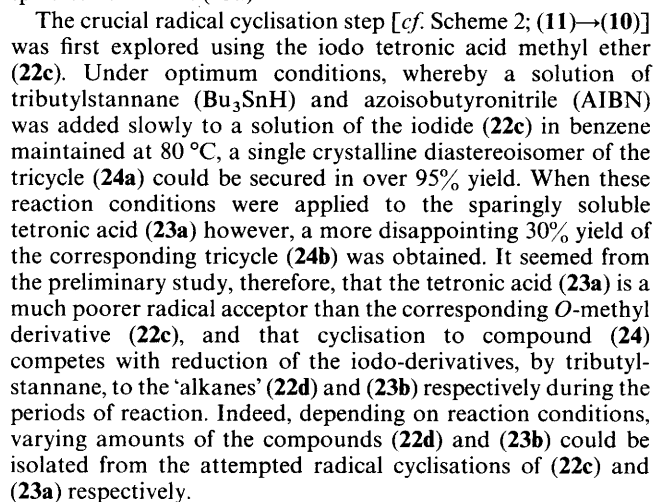 The crucial radical cyclisation step [cf. Scheme 2; (11)→(10)]
was first explored using the iodo tetronic acid methyl ether
(22c). Under optimum conditions, whereby a solution of
tributylstannane (Bu₃SnH) and azoisobutyronitrile (AIBN)
was added slowly to a solution of the iodide (22c) in benzene
maintained at 80 °C, a single crystalline diastereoisomer of the
tricycle (24a) could be secured in over 95% yield. When these
reaction conditions were applied to the sparingly soluble
tetronic acid (23a) however, a more disappointing 30% yield of
the corresponding tricycle (24b) was obtained. It seemed from
the preliminary study, therefore, that the tetronic acid (23a) is a
much poorer radical acceptor than the corresponding O-methyl
derivative (22c), and that cyclisation to compound (24)
competes with reduction of the iodo-derivatives, by tributyl-
stannane, to the ‘alkanes’ (22d) and (23b) respectively during the
periods of reaction. Indeed, depending on reaction conditions,
varying amounts of the compounds (22d) and (23b) could be
isolated from the attempted radical cyclisations of (22c) and
(23a) respectively.